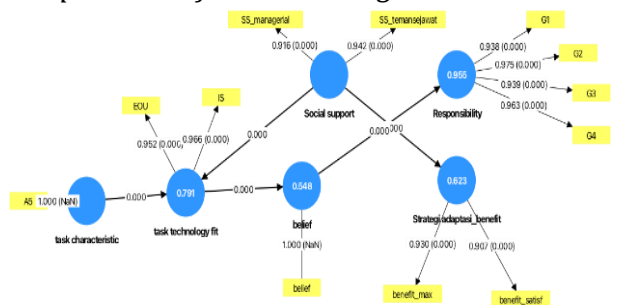 SS_managerial
SS_temansejawat
G1
0.916 (0.000)
0.942 (0.000)
0.938 (0.000)
G2
0.975 (0.000)
0.955
EOU
IS
0.939 (0.000)
G3
Social support
Responsibility
0.963 (0.000)
0.952 (0.000)
0.966 (0.000)
0.000
0.000
G4
A5
1.000 (NaN)
0.000
0.791
0.000
0.548
0.623
task characteristic
task technology fit
belief
Strategi adaptasi_benefit
1.000 (NaN)
0.930 (0.000)
0.907 (0.000)
belief
benefit_max
benefit_satisf